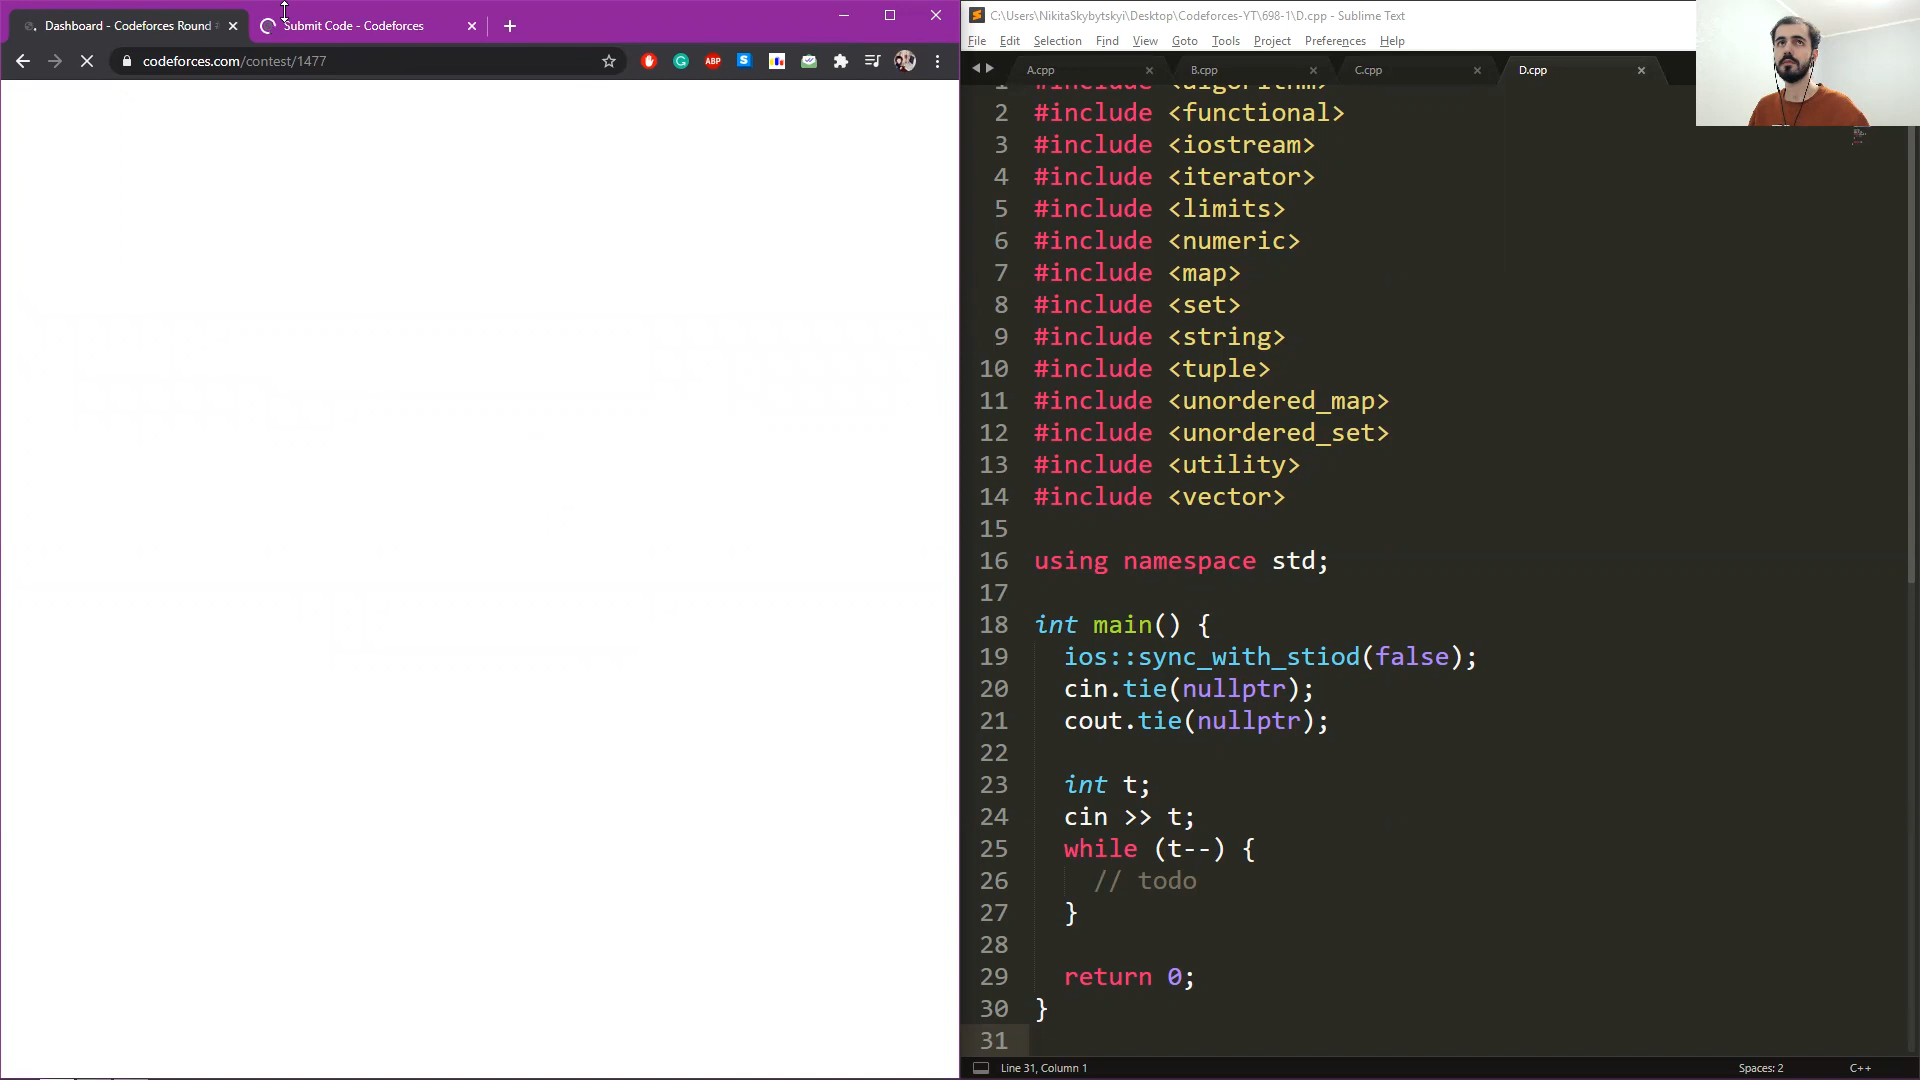 Dashboard - Codeforces Round
Submit Code - Codeforces
codeforces.com/contest/1477
ABP
S
C:\Users\NikitaSkybytskyi\Desktop\Codeforces-YT\698-1\D.cpp - Sublime Text
File Edit Selection Find View Goto Tools Project Preferences Help
A.cpp B.cpp C.cpp D.cpp
1 #include <algorithm>
2 #include <functional>
3 #include <iostream>
4 #include <iterator>
5 #include <limits>
6 #include <numeric>
7 #include <map>
8 #include <set>
9 #include <string>
10 #include <tuple>
11 #include <unordered_map>
12 #include <unordered_set>
13 #include <utility>
14 #include <vector>
15
16 using namespace std;
17
18 int main() {
19 ios::sync_with_stiod(false);
20 cin.tie(nullptr);
21 cout.tie(nullptr);
22
23 int t;
24 cin >> t;
25 while (t--) {
26 // todo
27 }
28
29 return 0;
30 }
31
Line 31, Column 1
Spaces: 2
C++